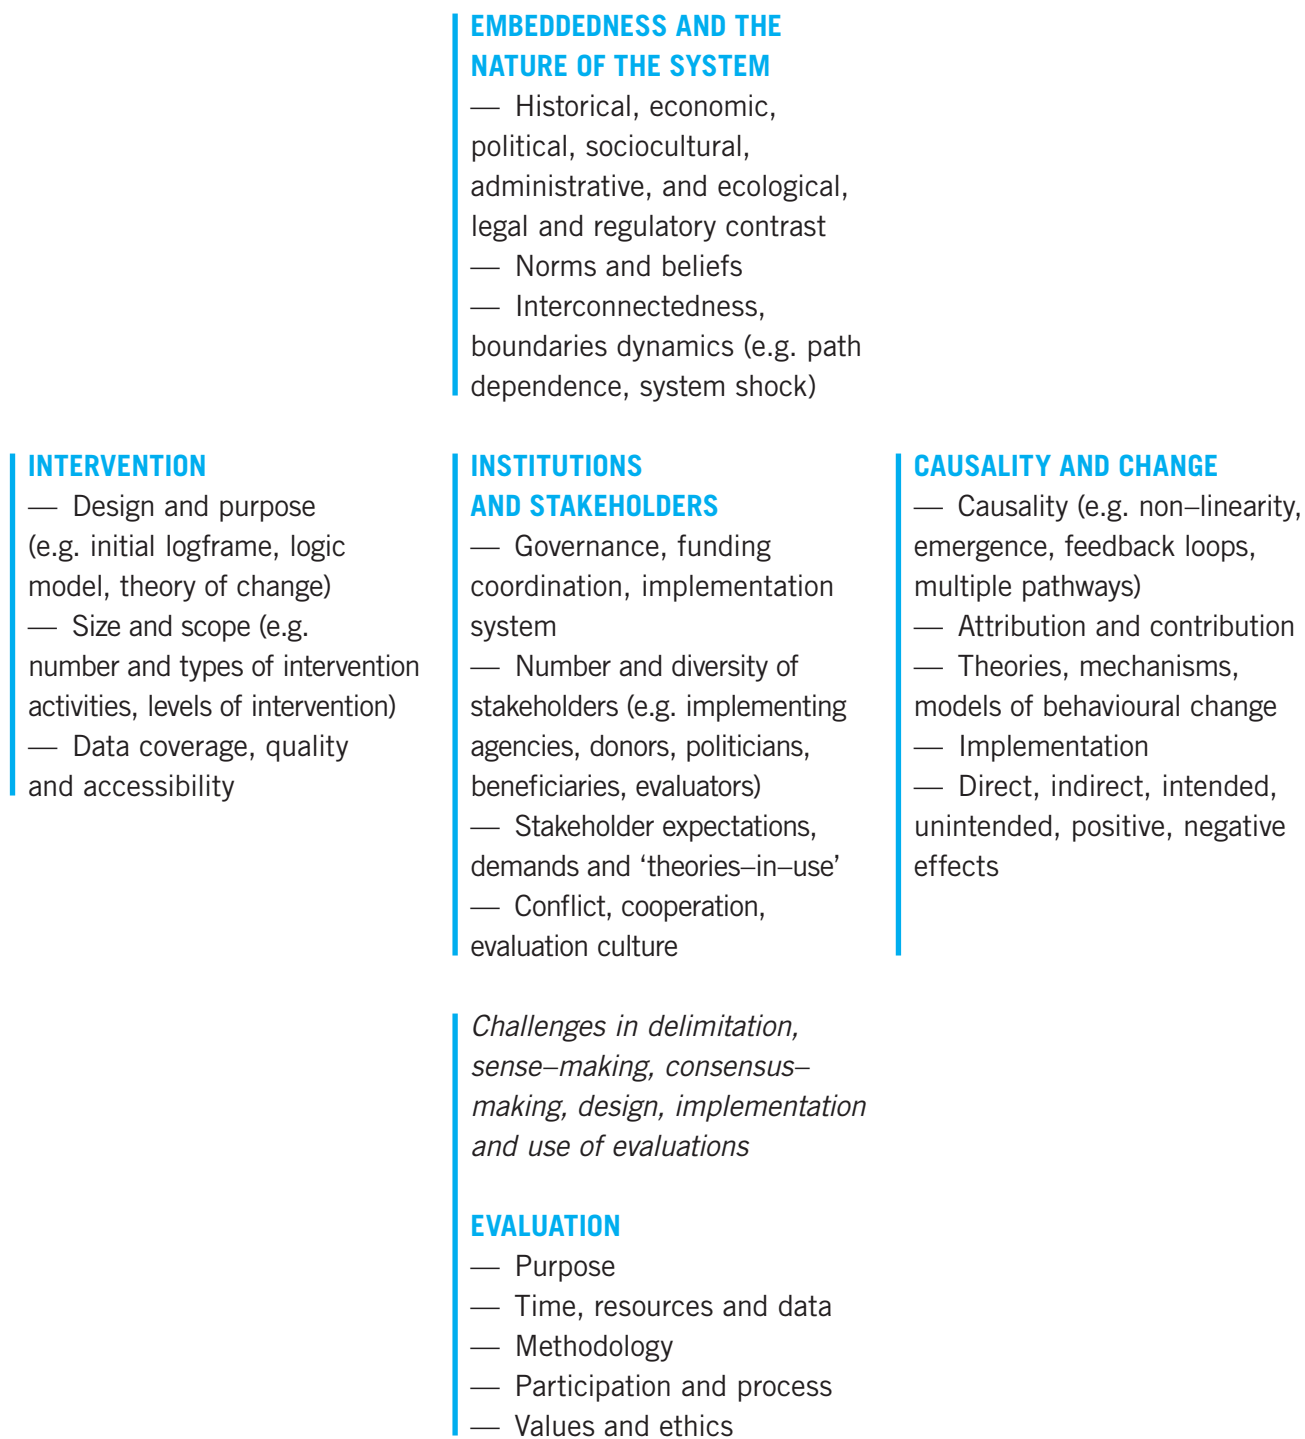 EMBEDDEDNESS AND THE
NATURE OF THE SYSTEM
— Historical, economic,
political, sociocultural,
administrative, and ecological,
legal and regulatory contrast
— Norms and beliefs
— Interconnectedness,
boundaries dynamics (e.g. path
dependence, system shock)
INTERVENTION
— Design and purpose
(e.g. initial logframe, logic
model, theory of change)
— Size and scope (e.g.
number and types of intervention
activities, levels of intervention)
— Data coverage, quality
and accessibility
INSTITUTIONS
AND STAKEHOLDERS
— Governance, funding
coordination, implementation
system
— Number and diversity of
stakeholders (e.g. implementing
agencies, donors, politicians,
beneficiaries, evaluators)
— Stakeholder expectations,
demands and ‘theories–in–use’
— Conflict, cooperation,
evaluation culture
CAUSALITY AND CHANGE
— Causality (e.g. non–linearity,
emergence, feedback loops,
multiple pathways)
— Attribution and contribution
— Theories, mechanisms,
models of behavioural change
— Implementation
— Direct, indirect, intended,
unintended, positive, negative
effects
Challenges in delimitation,
sense–making, consensus–
making, design, implementation
and use of evaluations
EVALUATION
— Purpose
— Time, resources and data
— Methodology
— Participation and process
— Values and ethics